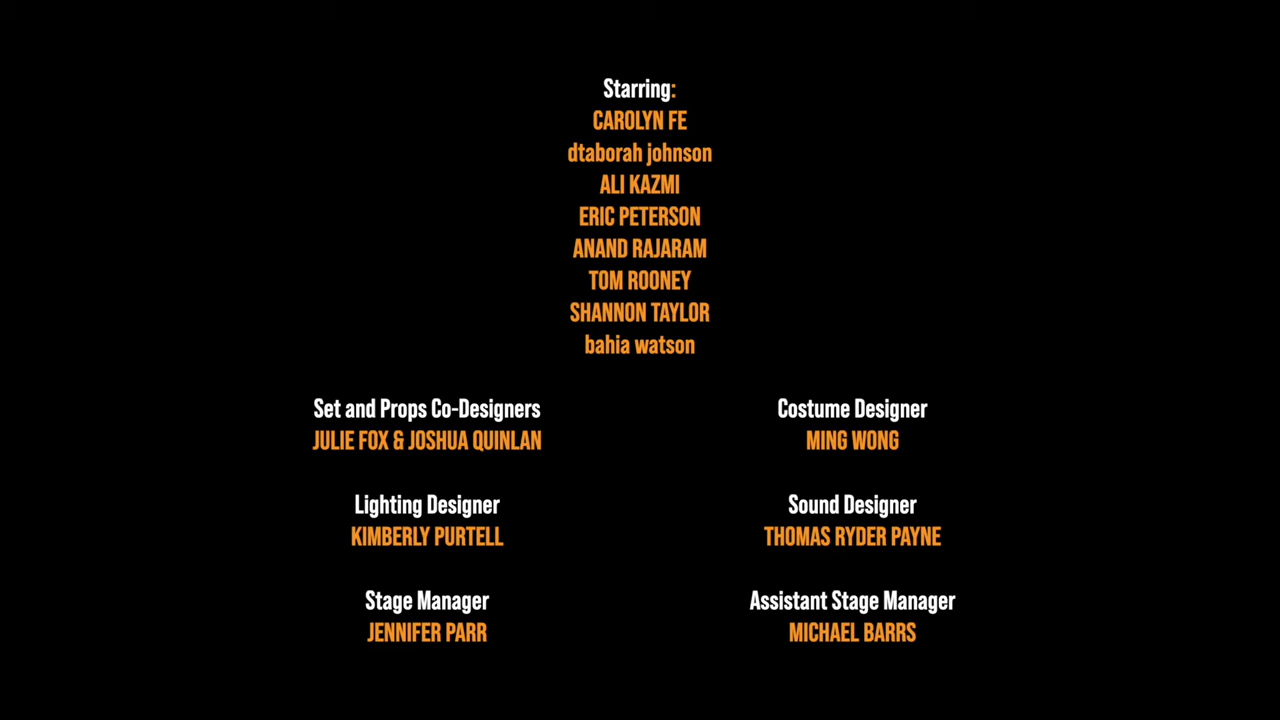 Starring:
CAROLYN FE
dtaborah johnson
ALI KAZMI
ERIC PETERSON
ANAND RAJARAM
TOM ROONEY
SHANNON TAYLOR
bahia watson
Set and Props Co-Designers
JULIE FOX & JOSHUA QUINLAN
Costume Designer
MING WONG
Lighting Designer
KIMBERLY PURTELL
Sound Designer
THOMAS RYDER PAYNE
Stage Manager
JENNIFER PARR
Assistant Stage Manager
MICHAEL BARRS